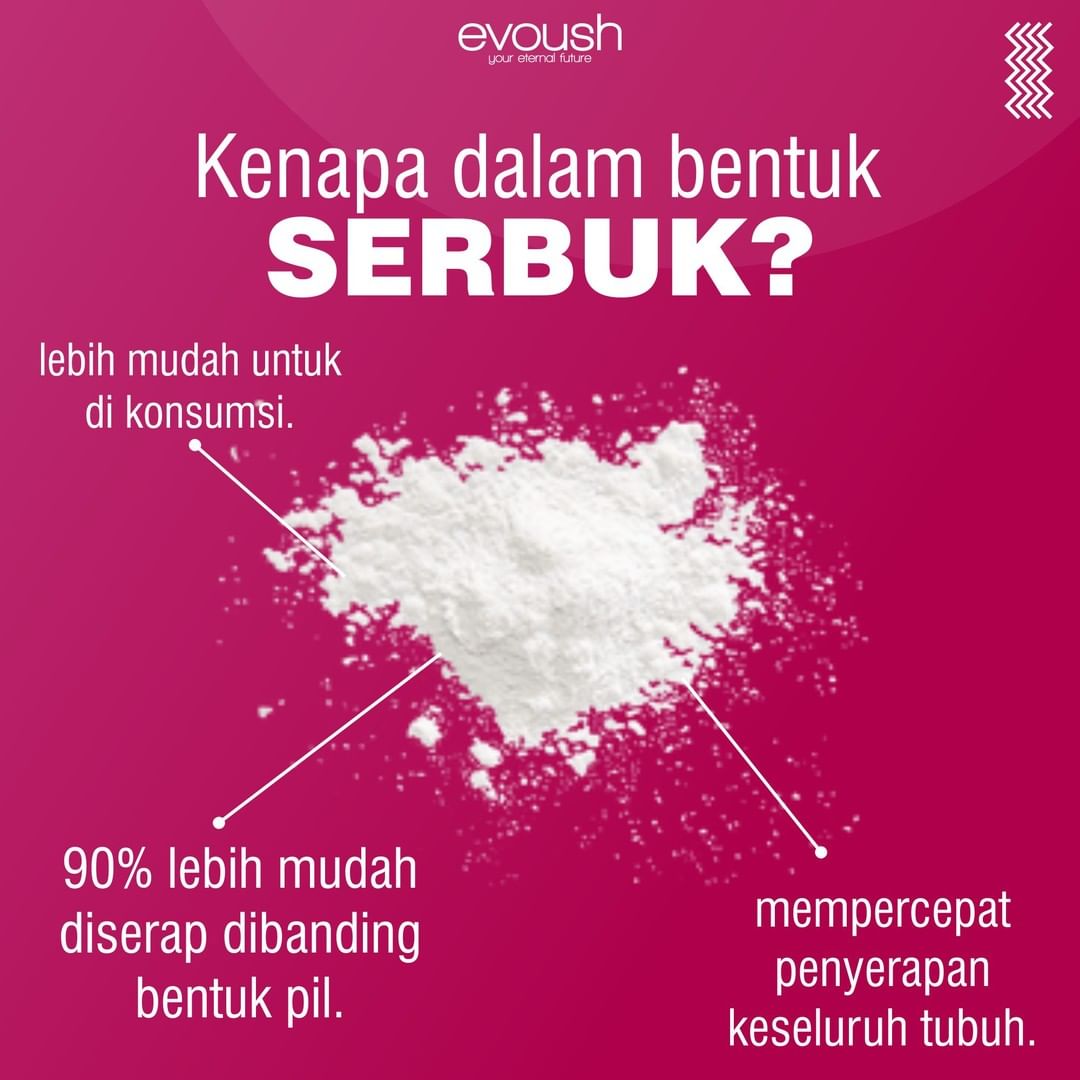 evoush
your eternal future
Kenapa dalam bentuk
SERBUK?
lebih mudah untuk
di konsumsi.
90% lebih mudah
diserap dibanding
bentuk pil.
mempercepat
penyerapan
keseluruh tubuh.